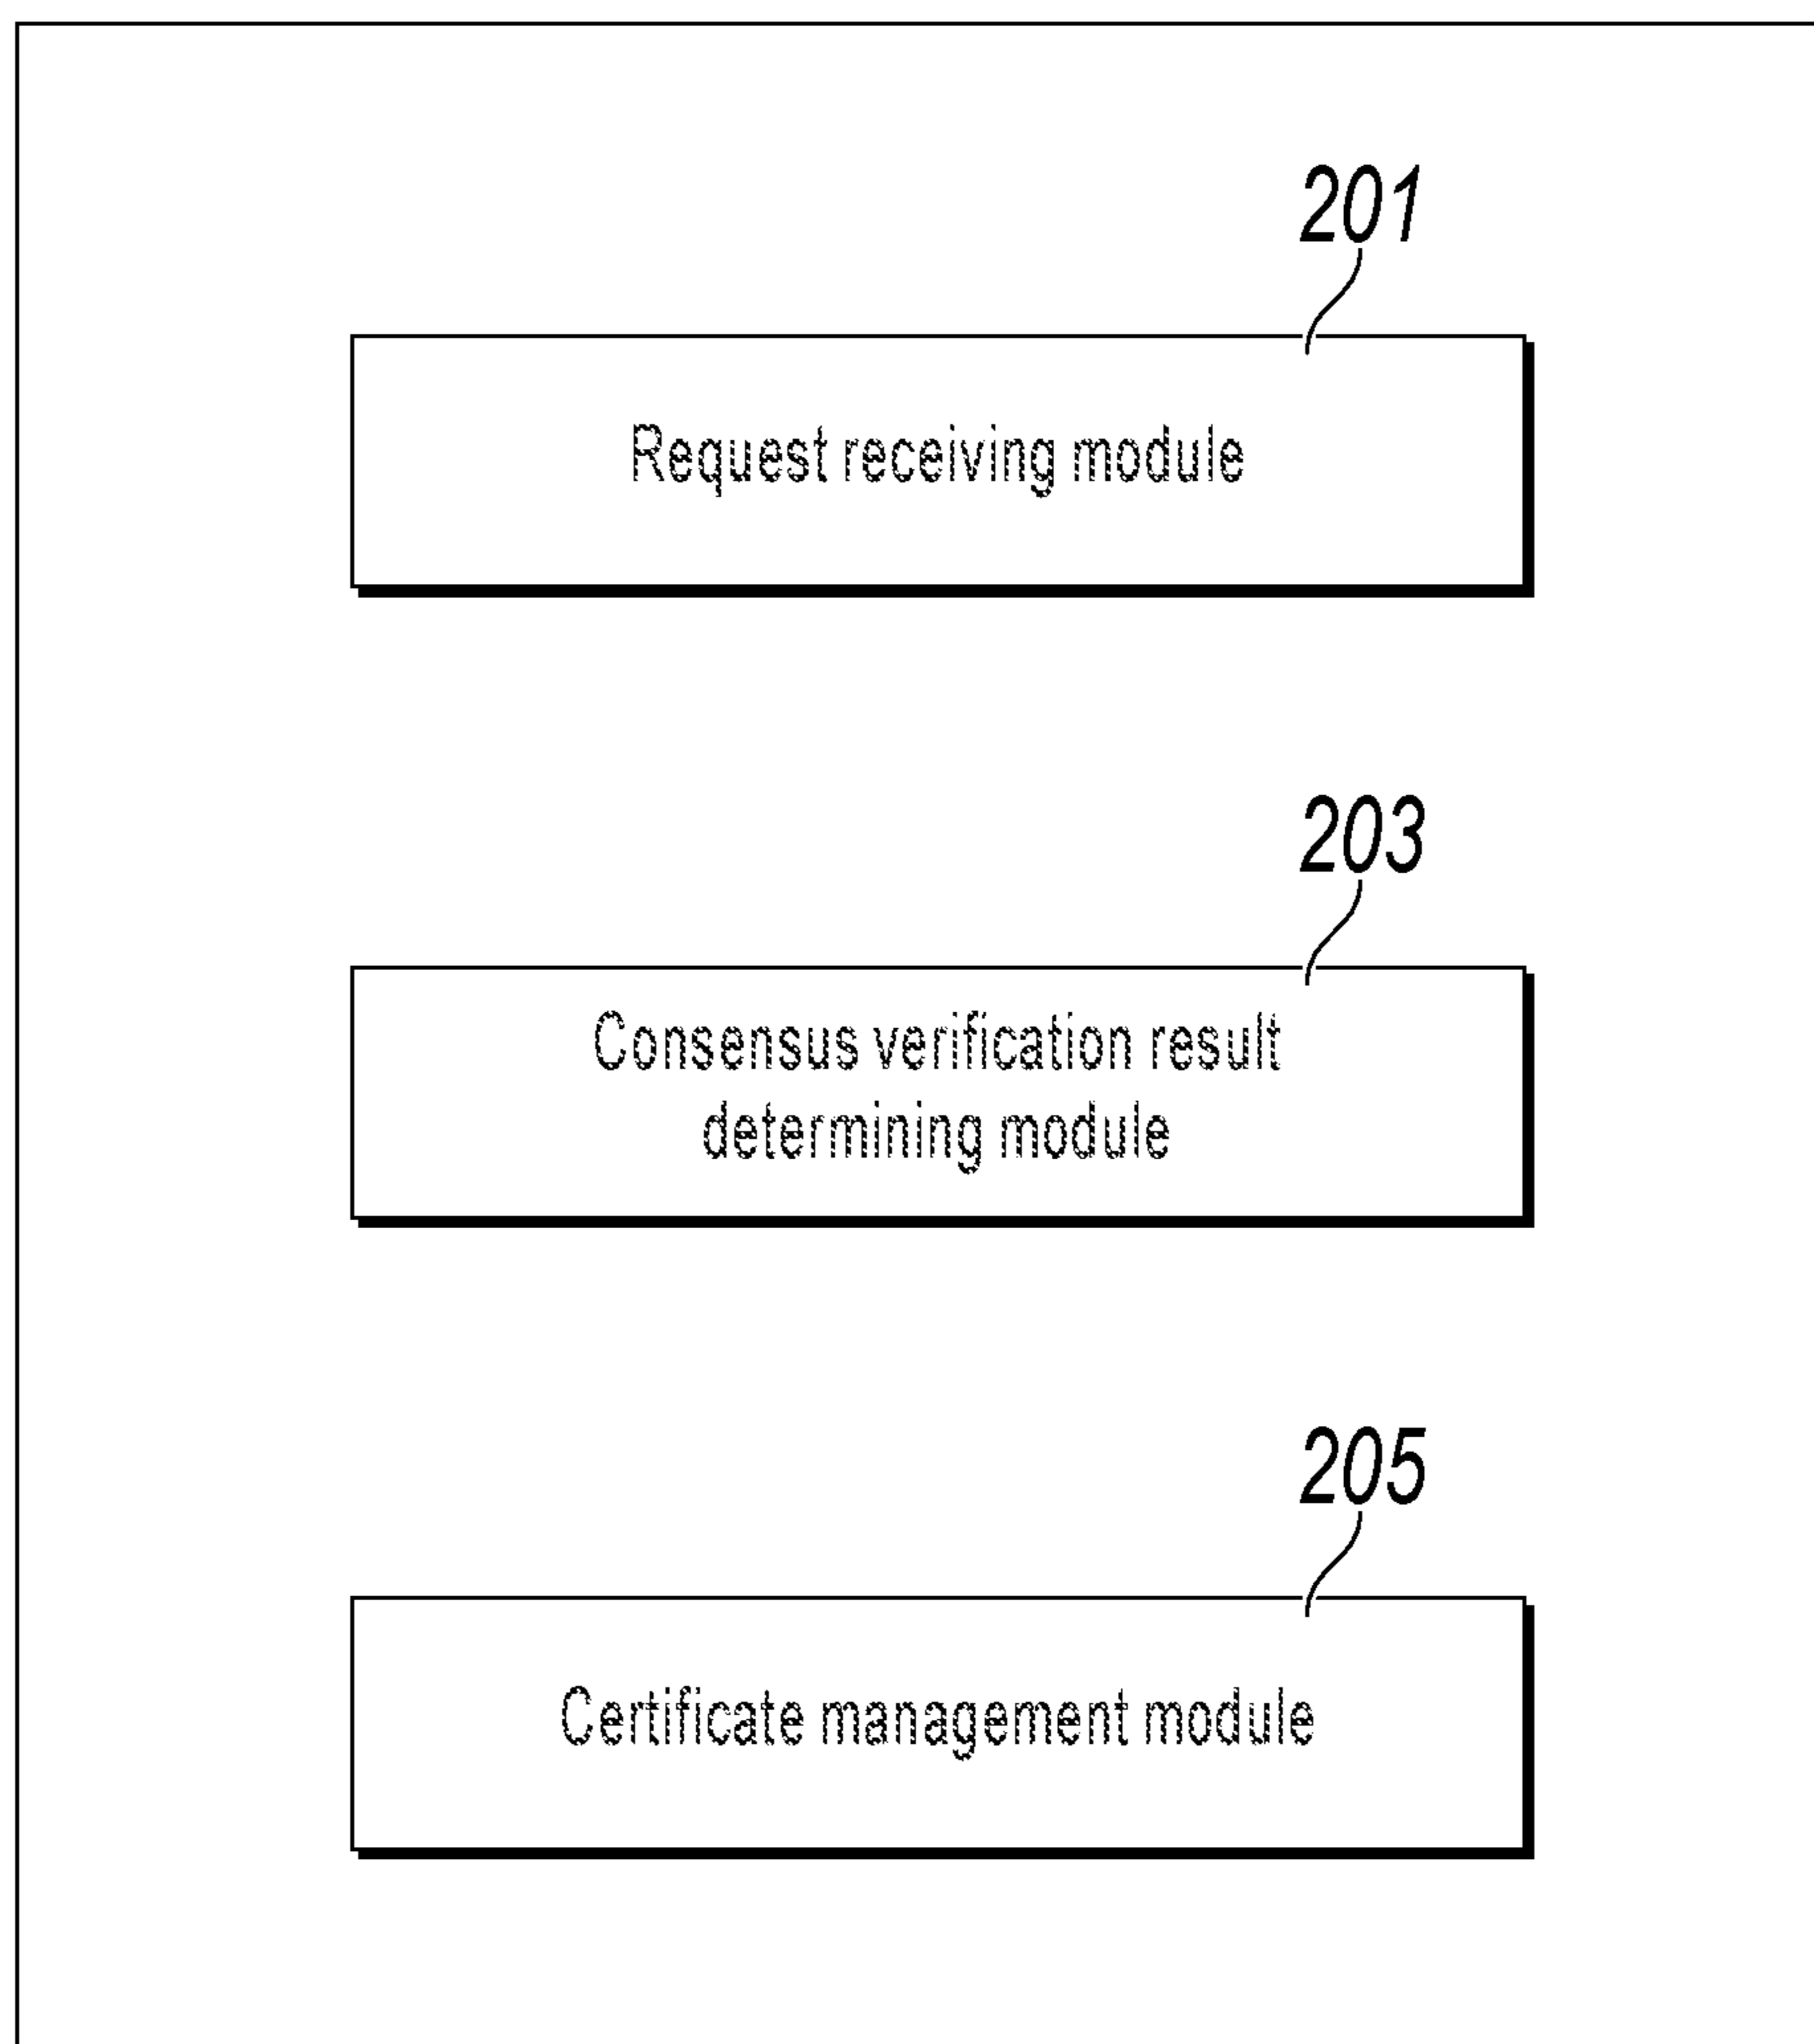 201
Request receiving module
203
Consensus verification result
determining module
205
Certificate management module